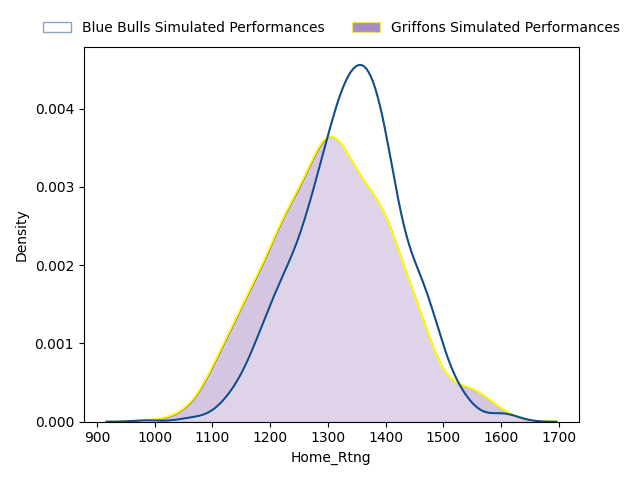 Blue Bulls Simulated Performances Griffons Simulated Performances
0.004
0.003
0.002
0.001
0.000
Density
900 1000 1100 1200 1300 1400 1500 1600 1700
Home_Rtng